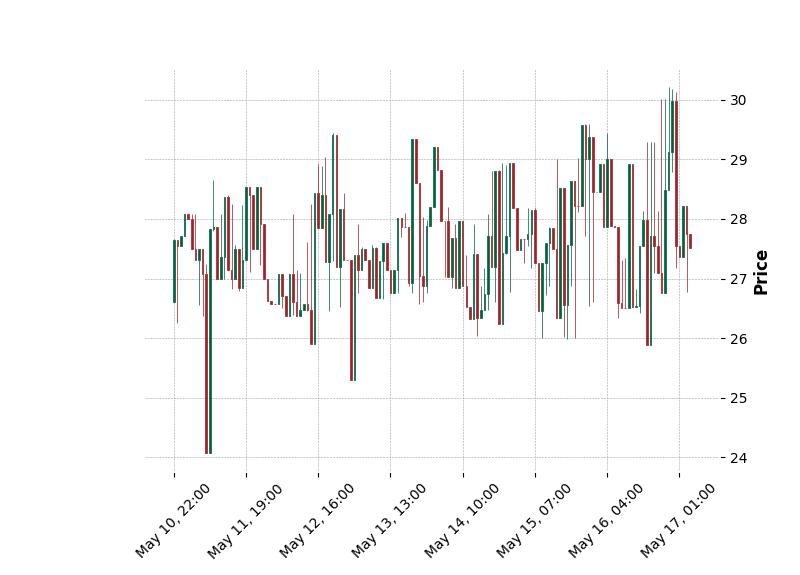 30
29
28
27
26
25
24
Price
May 10, 22:00
May 11, 19:00
May 12, 16:00
May 13, 13:00
May 14, 10:00
May 15, 07:00
May 16, 04:00
May 17, 01:00